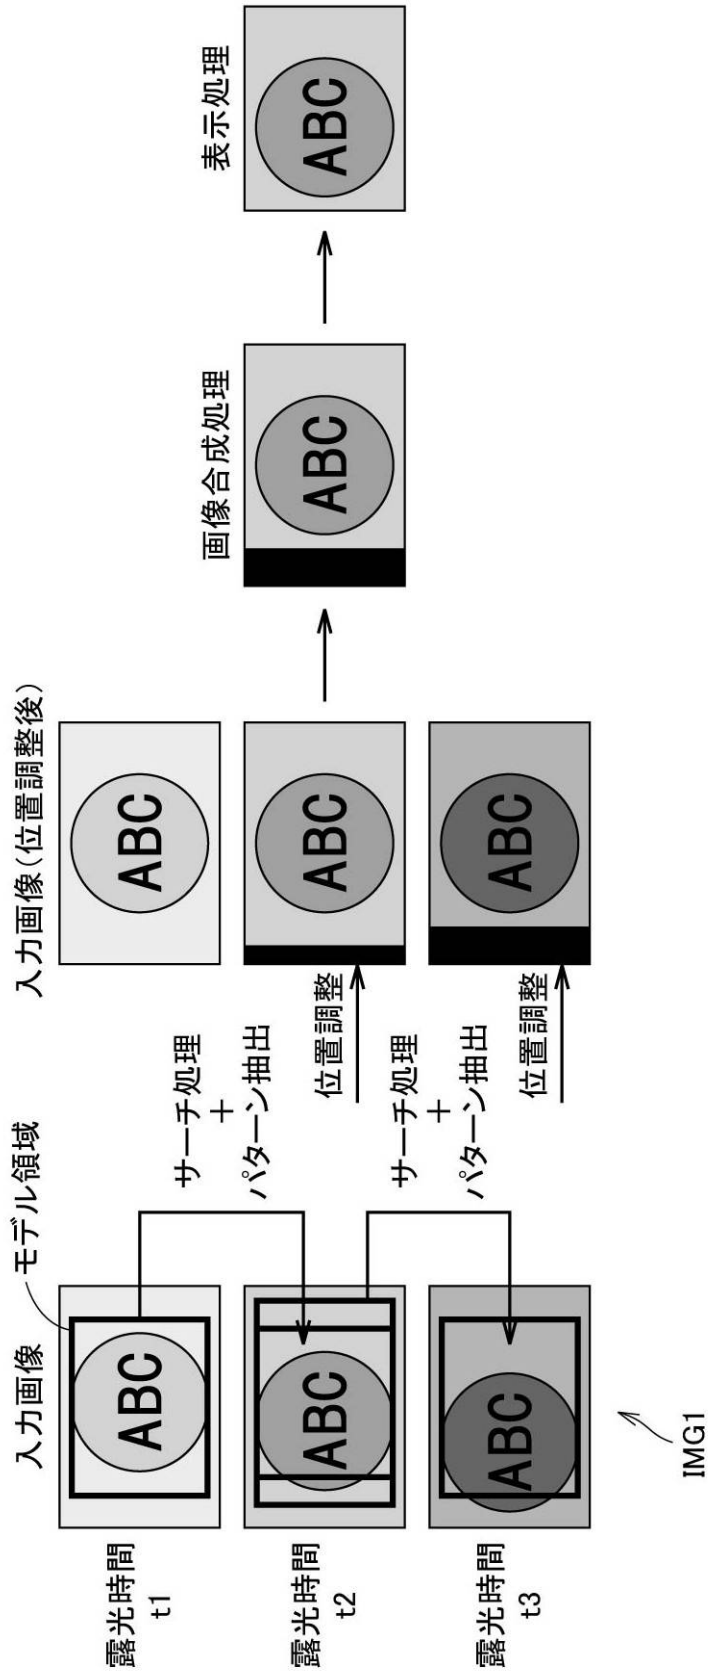 入力画像
モデル領域
入力画像(位置調整後)
画像合成処理
表示処理
露光時間
t1
ABC
サーチ処理
+
パターン抽出
ABC
露光時間
t2
ABC
位置調整
ABC
ABC
ABC
サーチ処理
+
パターン抽出
露光時間
t3
ABC
位置調整
ABC
IMG1